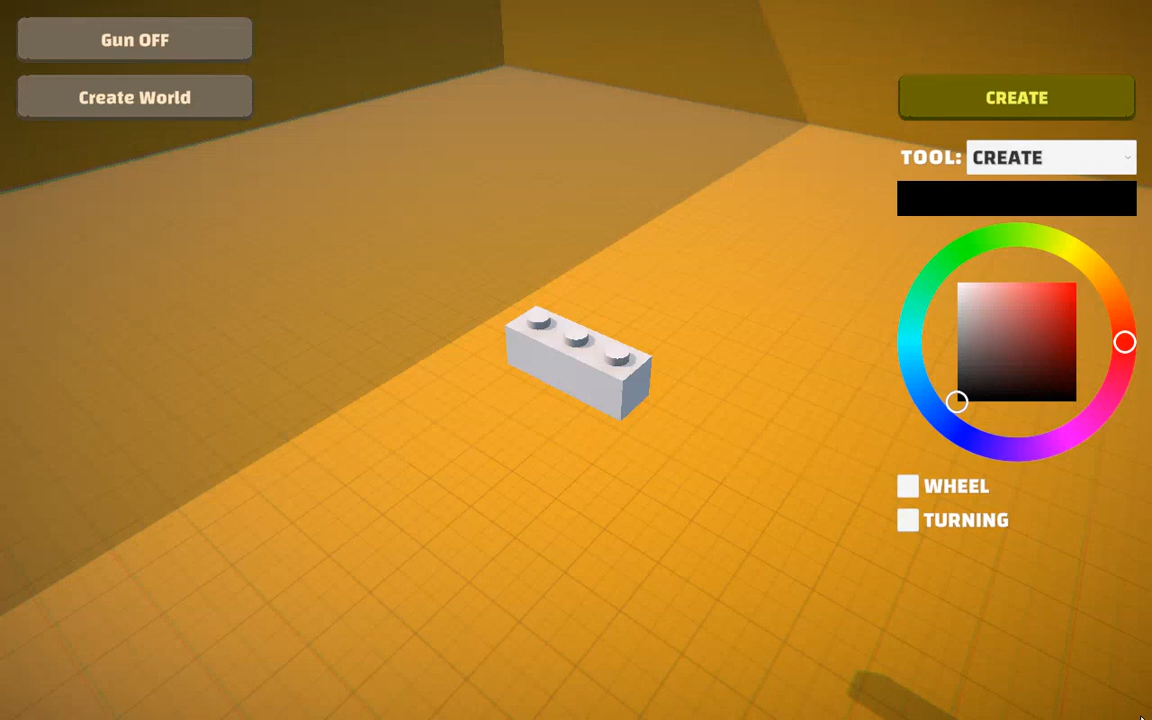 Gun OFF
Create World
CREATE
TOOL: CREATE
WHEEL
TURNING